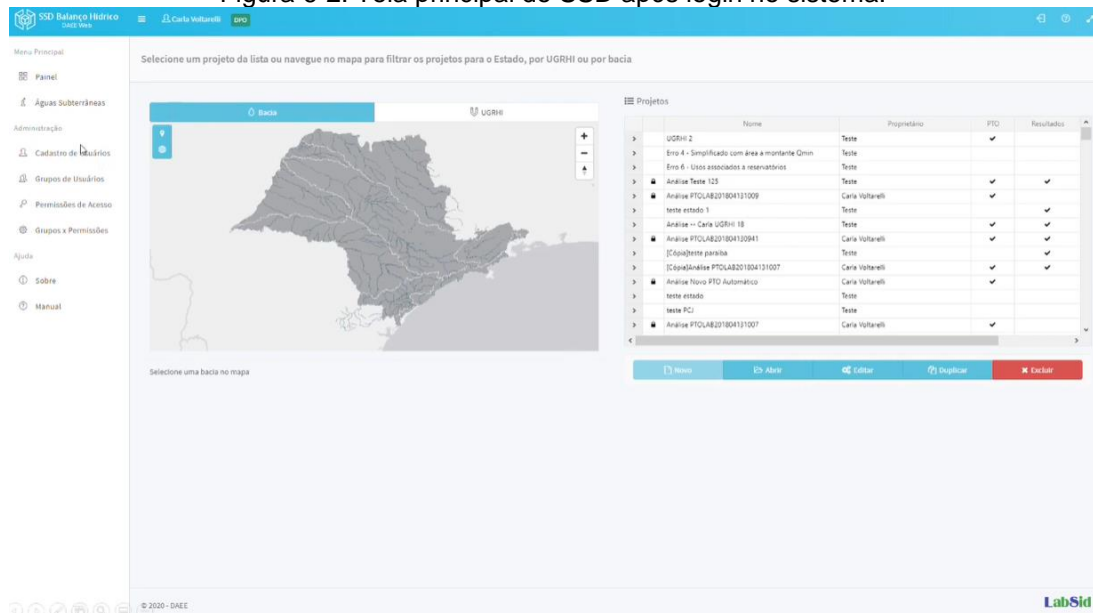 Figura 6-2. Tela principal do SSD após login no sistema.
SSD Balanço Hídrico
DAEE Web
Carla Voltarelli DPO
Menu Principal
Painel
Águas Subterrâneas
Administração
Cadastro de Usuários
Grupos de Usuários
Permissões de Acesso
Grupos x Permissões
Ajuda
Sobre
Manual
Selecione um projeto da lista ou navegue no mapa para filtrar os projetos para o Estado, por UGRHI ou por bacia
Bacia UGRHI
Selecione uma bacia no mapa
Projetos
Nome Proprietário PTO Resultados
UGRHI 2 Teste
Erro 4 - Simplificado com área a montante Qmin Teste
Erro 6 - Usos associados a reservatórios Teste
Análise Teste 125 Teste
Análise PTOLAB201804131009 Carla Voltarelli
teste estado 1 Teste
Análise -- Carla UGRHI 18 Teste
Análise PTOLAB201804130941 Carla Voltarelli
[Cópia]teste paraiba Teste
[Cópia]Análise PTOLAB201804131007 Carla Voltarelli
Análise Novo PTO Automático Carla Voltarelli
teste estado Teste
teste PCJ Teste
Análise PTOLAB201804131007 Carla Voltarelli
Novo Abrir Editar Duplicar Excluir
© 2020 - DAEE
LabSid